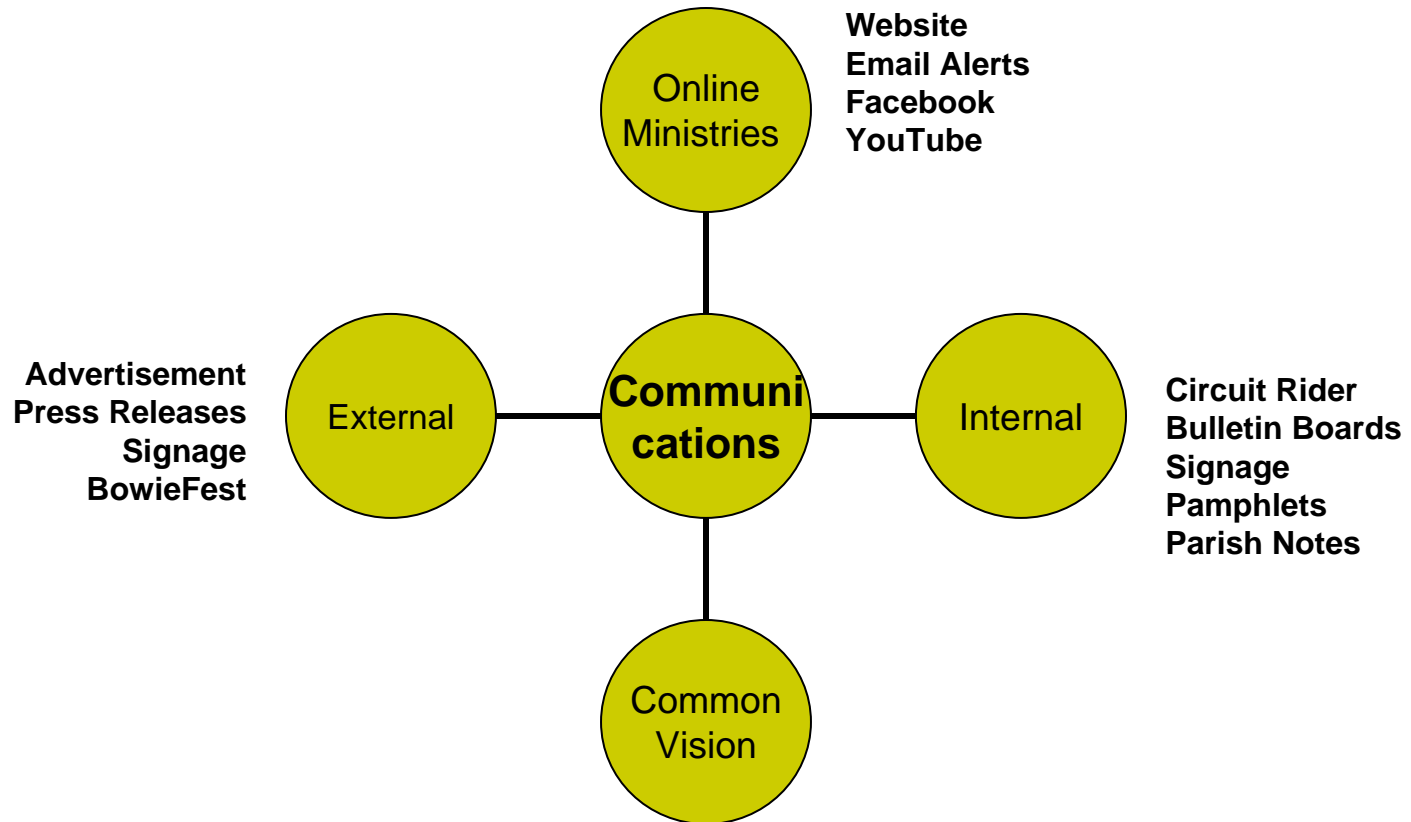 Online
Ministries
Website
Email Alerts
Facebook
YouTube
Advertisement
Press Releases
Signage
BowieFest
External
Communi
cations
Internal
Circuit Rider
Bulletin Boards
Signage
Pamphlets
Parish Notes
Common
Vision